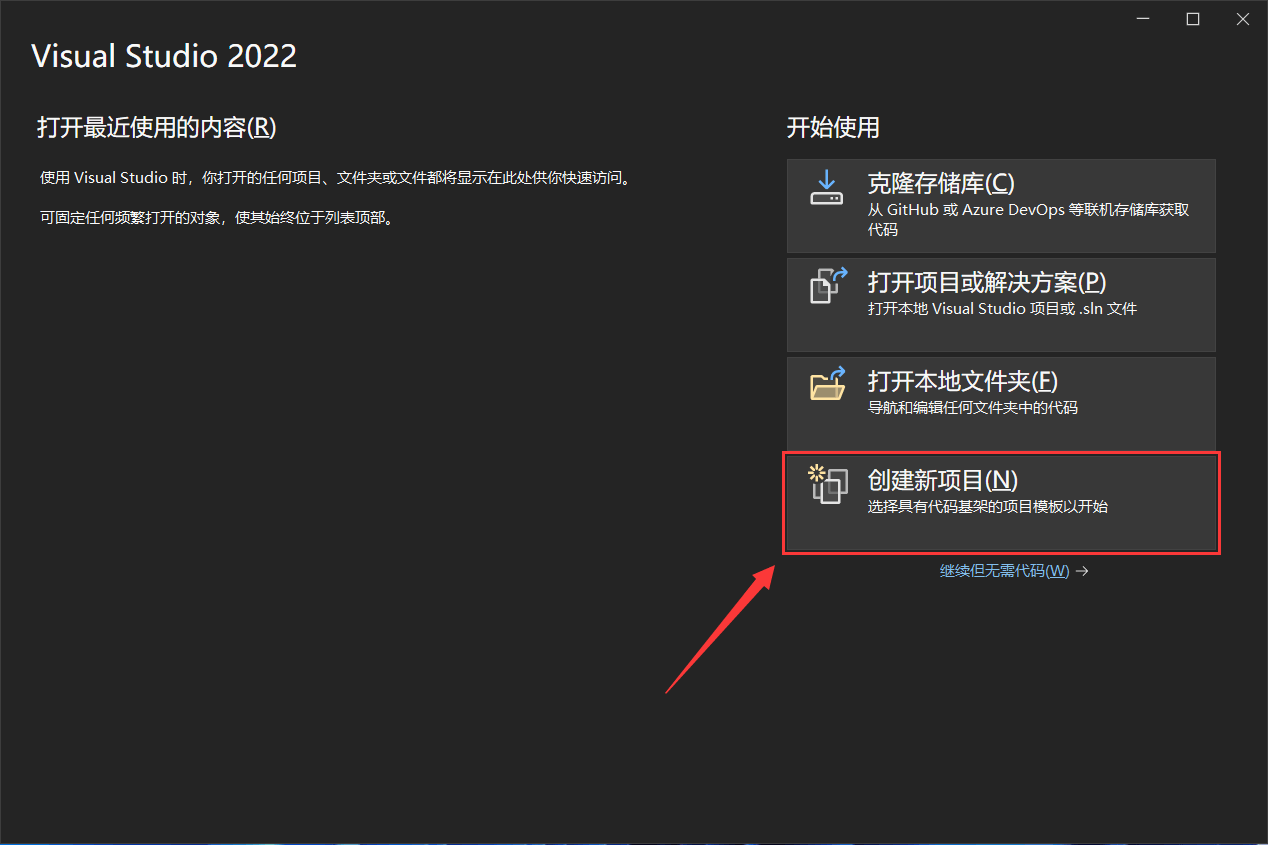 Visual Studio 2022
打开最近使用的内容(R)
使用 Visual Studio 时，你打开的任何项目、文件夹或文件都将显示在此处供你快速访问。
可固定任何频繁打开的对象，使其始终位于列表顶部。
开始使用
克隆存储库(C)
从 GitHub 或 Azure DevOps 等联机存储库获取
代码
打开项目或解决方案(P)
打开本地 Visual Studio 项目或 .sln 文件
打开本地文件夹(F)
导航和编辑任何文件夹中的代码
创建新项目(N)
选择具有代码基架的项目模板以开始
继续但无需代码(W) →